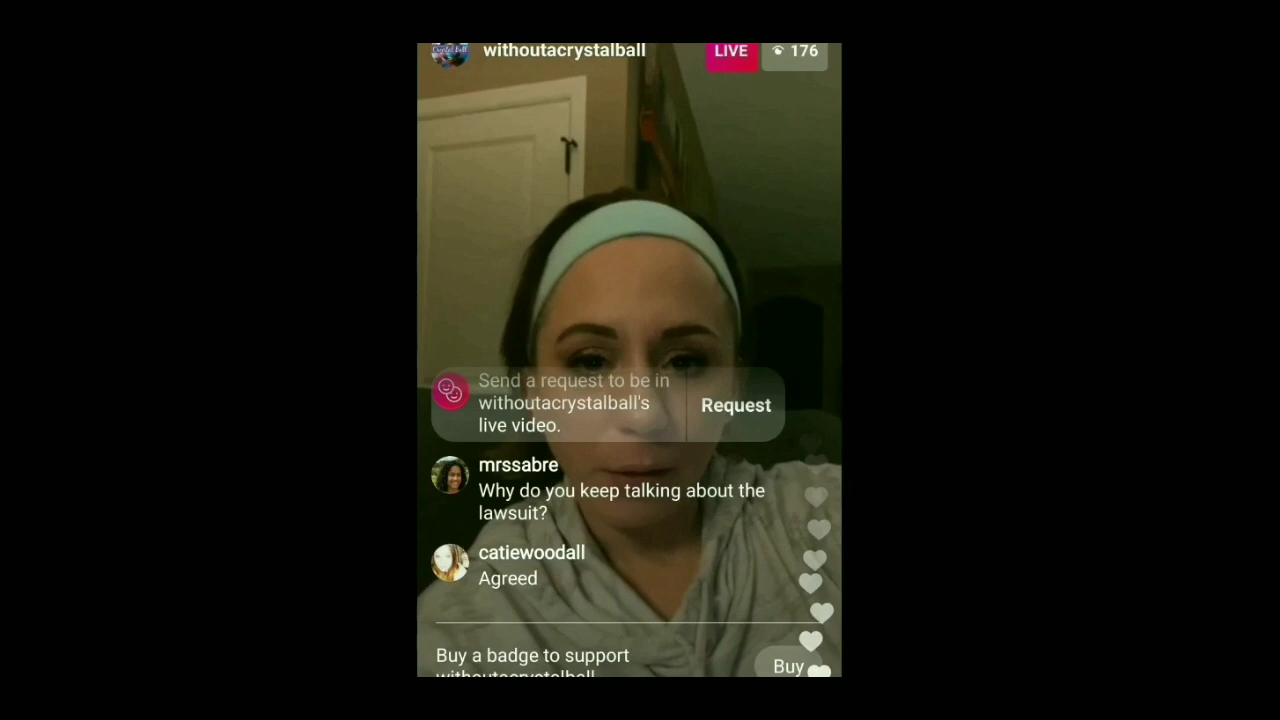 withoutacrystalball
LIVE
176
Send a request to be in
withoutacrystalball's
live video.
Request
mrssabre
Why do you keep talking about the
lawsuit?
catiewoodall
Agreed
Buy a badge to support
withoutacrystalball
Buy